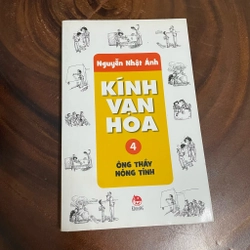 Nguyễn Nhật Ánh
KÍNH
VẠN
HOA
4
ÔNG THẦY
NÓNG TÍNH